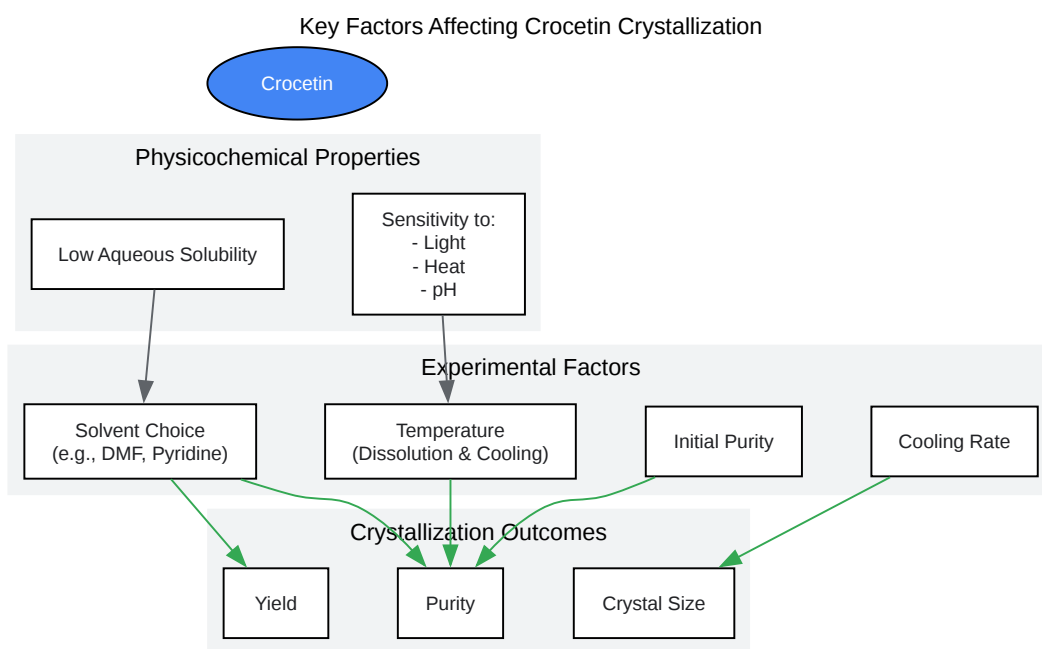 Key Factors Affecting Crocetin Crystallization
Crocetin
Physicochemical Properties
Low Aqueous Solubility
Sensitivity to:
- Light
- Heat
- pH
Experimental Factors
Solvent Choice
(e.g., DMF, Pyridine)
Temperature
(Dissolution & Cooling)
Initial Purity
Cooling Rate
Crystallization Outcomes
Yield
Purity
Crystal Size